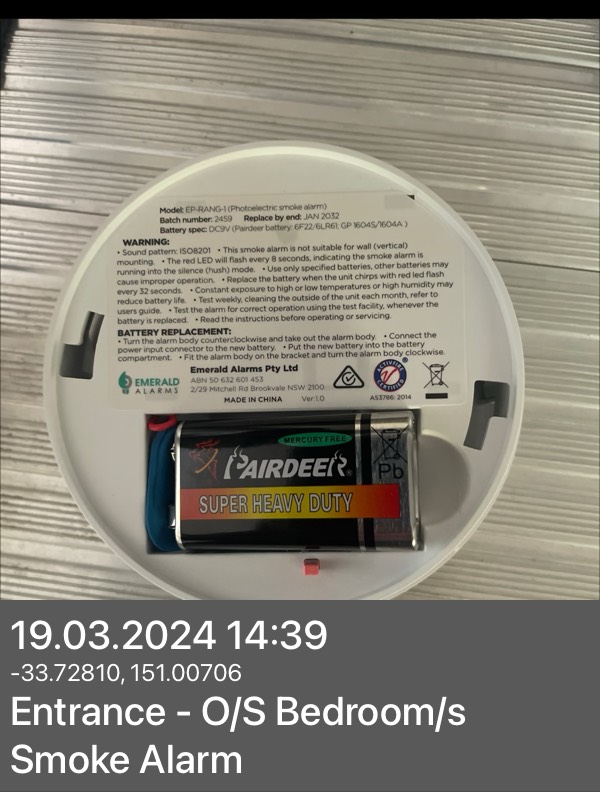 Model: EP-RANG-1 (Photoelectric smoke alarm)
Batch number: 2459 Replace by end: JAN 2032
Battery spec: DC9V (Pairdeer battery: 6F22/6LR61; GP 1604S/1604A )
WARNING:
• Sound pattern: ISO8201 • This smoke alarm is not suitable for wall (vertical)
mounting. • The red LED will flash every 8 seconds, indicating the smoke alarm is
running into the silence (hush) mode. • Use only specified batteries, other batteries may
cause improper operation. • Replace the battery when the unit chirps with red led flash
every 32 seconds. • Constant exposure to high or low temperatures or high humidity may
reduce battery life. • Test weekly, cleaning the outside of the unit each month, refer to
users guide. • Test the alarm for correct operation using the test facility, whenever the
battery is replaced. • Read the instructions before operating or servicing.
BATTERY REPLACEMENT:
• Turn the alarm body counterclockwise and take out the alarm body. • Connect the
power input connector to the new battery. • Put the new battery into the battery
compartment. • Fit the alarm body on the bracket and turn the alarm body clockwise.
EMERALD
ALARMS
Emerald Alarms Pty Ltd
ABN 50 632 601 453
2/29 Mitchell Rd Brookvale NSW 2100
MADE IN CHINA Ver:1.0
ACTIVFIRE
CERTIFIED
AS3786: 2014
MERCURY FREE
PAIRDEER
Pb
SUPER HEAVY DUTY
19.03.2024 14:39
-33.72810, 151.00706
Entrance - O/S Bedroom/s
Smoke Alarm